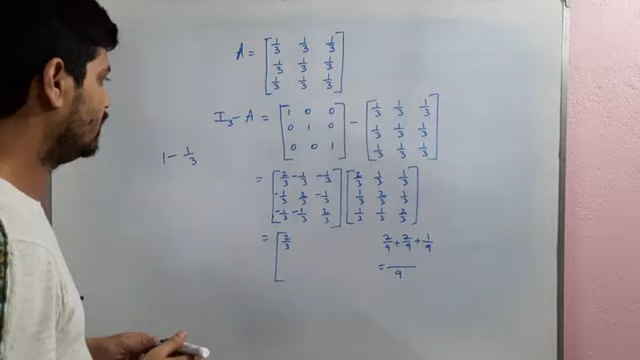 A = [ 1/3 1/3 1/3
1/3 1/3 1/3
1/3 1/3 1/3 ]
I₃ - A = [ 1 0 0 ] - [ 1/3 1/3 1/3 ]
[ 0 1 0 ] [ 1/3 1/3 1/3 ]
[ 0 0 1 ] [ 1/3 1/3 1/3 ]
1 - 1/3
= [ 2/3 -1/3 -1/3 ] [ 2/3 1/3 1/3 ]
[ -1/3 2/3 -1/3 ] [ 1/3 2/3 1/3 ]
[ -1/3 -1/3 2/3 ] [ 1/3 1/3 2/3 ]
= [ 2/3
2/9 + 2/9 + 1/9
= /9